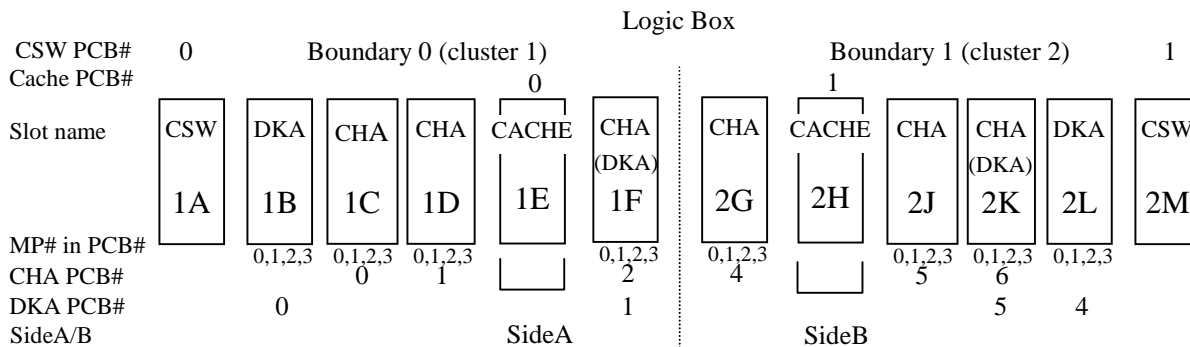 Logic Box
CSW PCB# 0 Boundary 0 (cluster 1) Boundary 1 (cluster 2) 1
Cache PCB# 0 1
Slot name CSW DKA CHA CHA CACHE CHA CHA CACHE CHA CHA DKA CSW
(DKA) (DKA)
1A 1B 1C 1D 1E 1F 2G 2H 2J 2K 2L 2M
MP# in PCB# 0,1,2,3 0,1,2,3 0,1,2,3 0,1,2,3 0,1,2,3 0,1,2,3 0,1,2,3 0,1,2,3
CHA PCB# 0 1 2 4 5 6
DKA PCB# 0 1 5 4
SideA/B SideA SideB